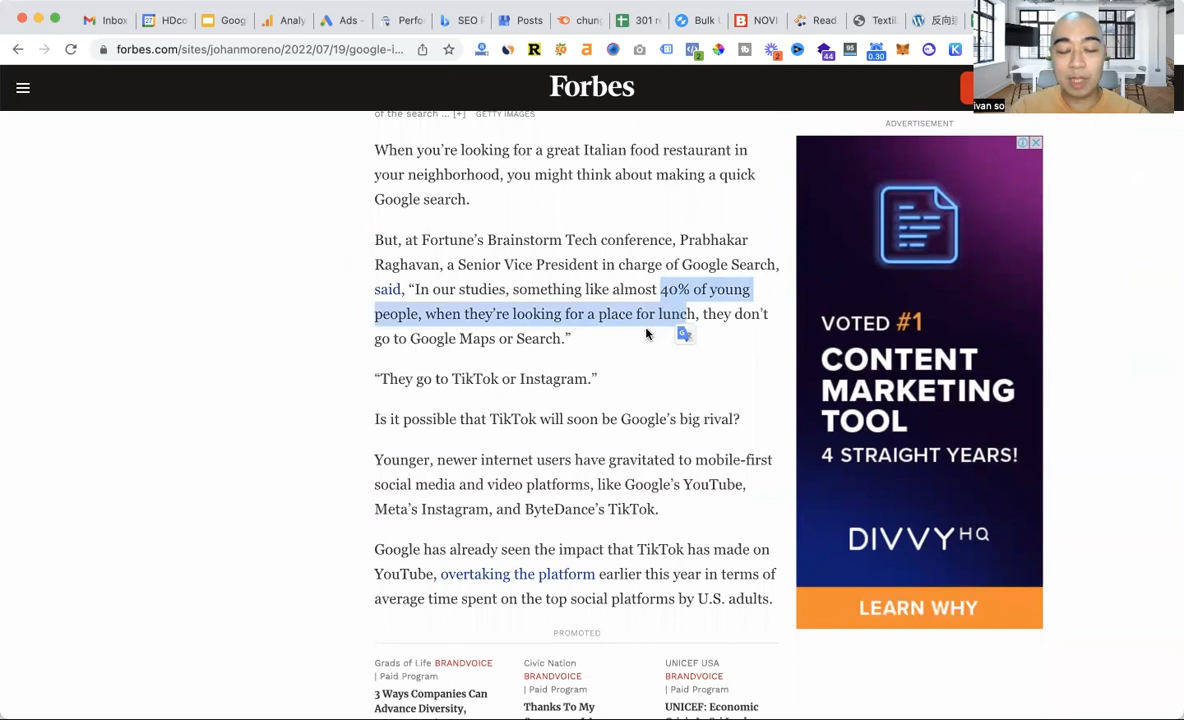 Inbox
HDco
Goog
Analy
Ads -
Perfo
SEO
Posts
chung
301 r
Bulk
NOVI
Read.
Textil
反向
forbes.com/sites/johanmoreno/2022/07/19/google-i...
2
2
44
95
0.30
Forbes
ivan so
of the search ... [+] GETTY IMAGES
When you're looking for a great Italian food restaurant in
your neighborhood, you might think about making a quick
Google search.
But, at Fortune's Brainstorm Tech conference, Prabhakar
Raghavan, a Senior Vice President in charge of Google Search,
said, “In our studies, something like almost 40% of young
people, when they're looking for a place for lunch, they don't
go to Google Maps or Search.”
“They go to TikTok or Instagram.”
Is it possible that TikTok will soon be Google's big rival?
Younger, newer internet users have gravitated to mobile-first
social media and video platforms, like Google's YouTube,
Meta's Instagram, and ByteDance's TikTok.
Google has already seen the impact that TikTok has made on
YouTube, overtaking the platform earlier this year in terms of
average time spent on the top social platforms by U.S. adults.
PROMOTED
Grads of Life BRANDVOICE
| Paid Program
3 Ways Companies Can
Advance Diversity,
Civic Nation
BRANDVOICE
| Paid Program
Thanks To My
UNICEF USA
BRANDVOICE
| Paid Program
UNICEF: Economic
ADVERTISEMENT
VOTED #1
CONTENT
MARKETING
TOOL
4 STRAIGHT YEARS!
DIVVYHQ
LEARN WHY